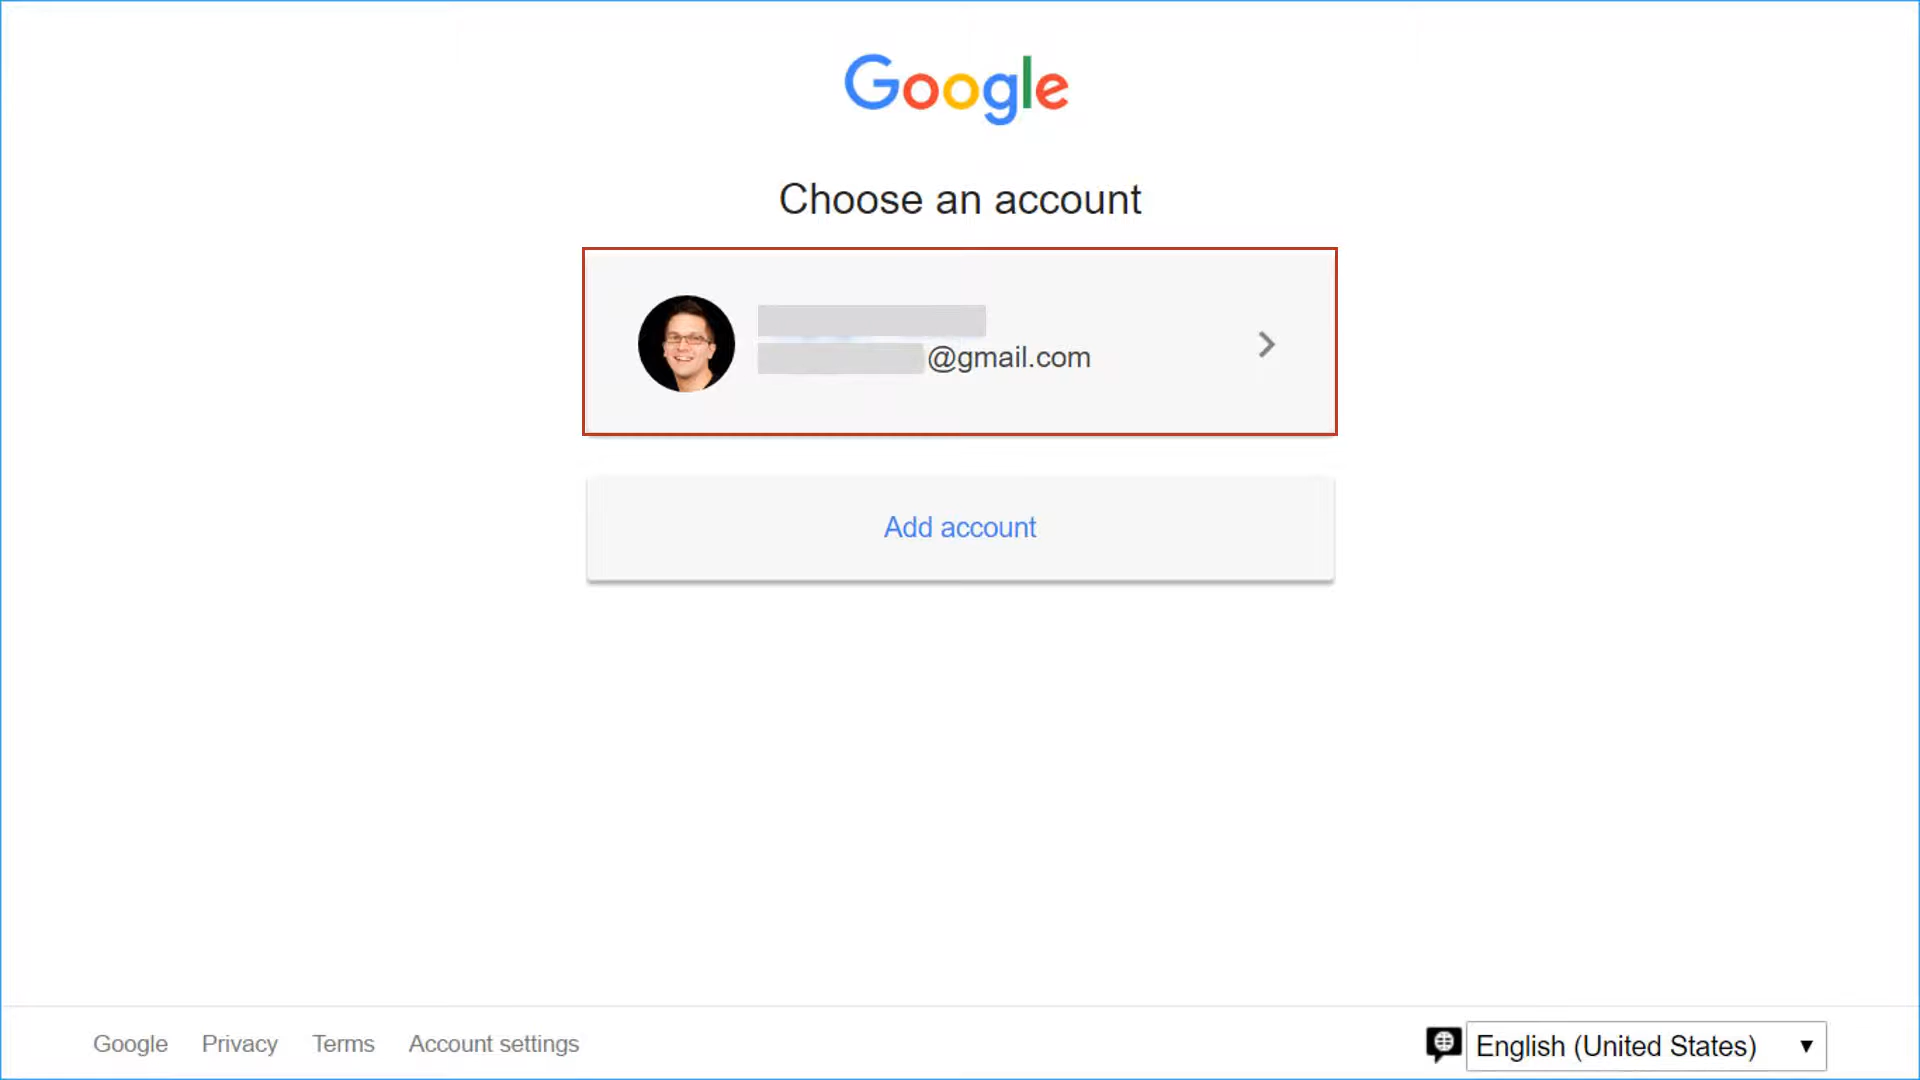 Google
Choose an account
@gmail.com
Add account
Google Privacy Terms Account settings
English (United States)